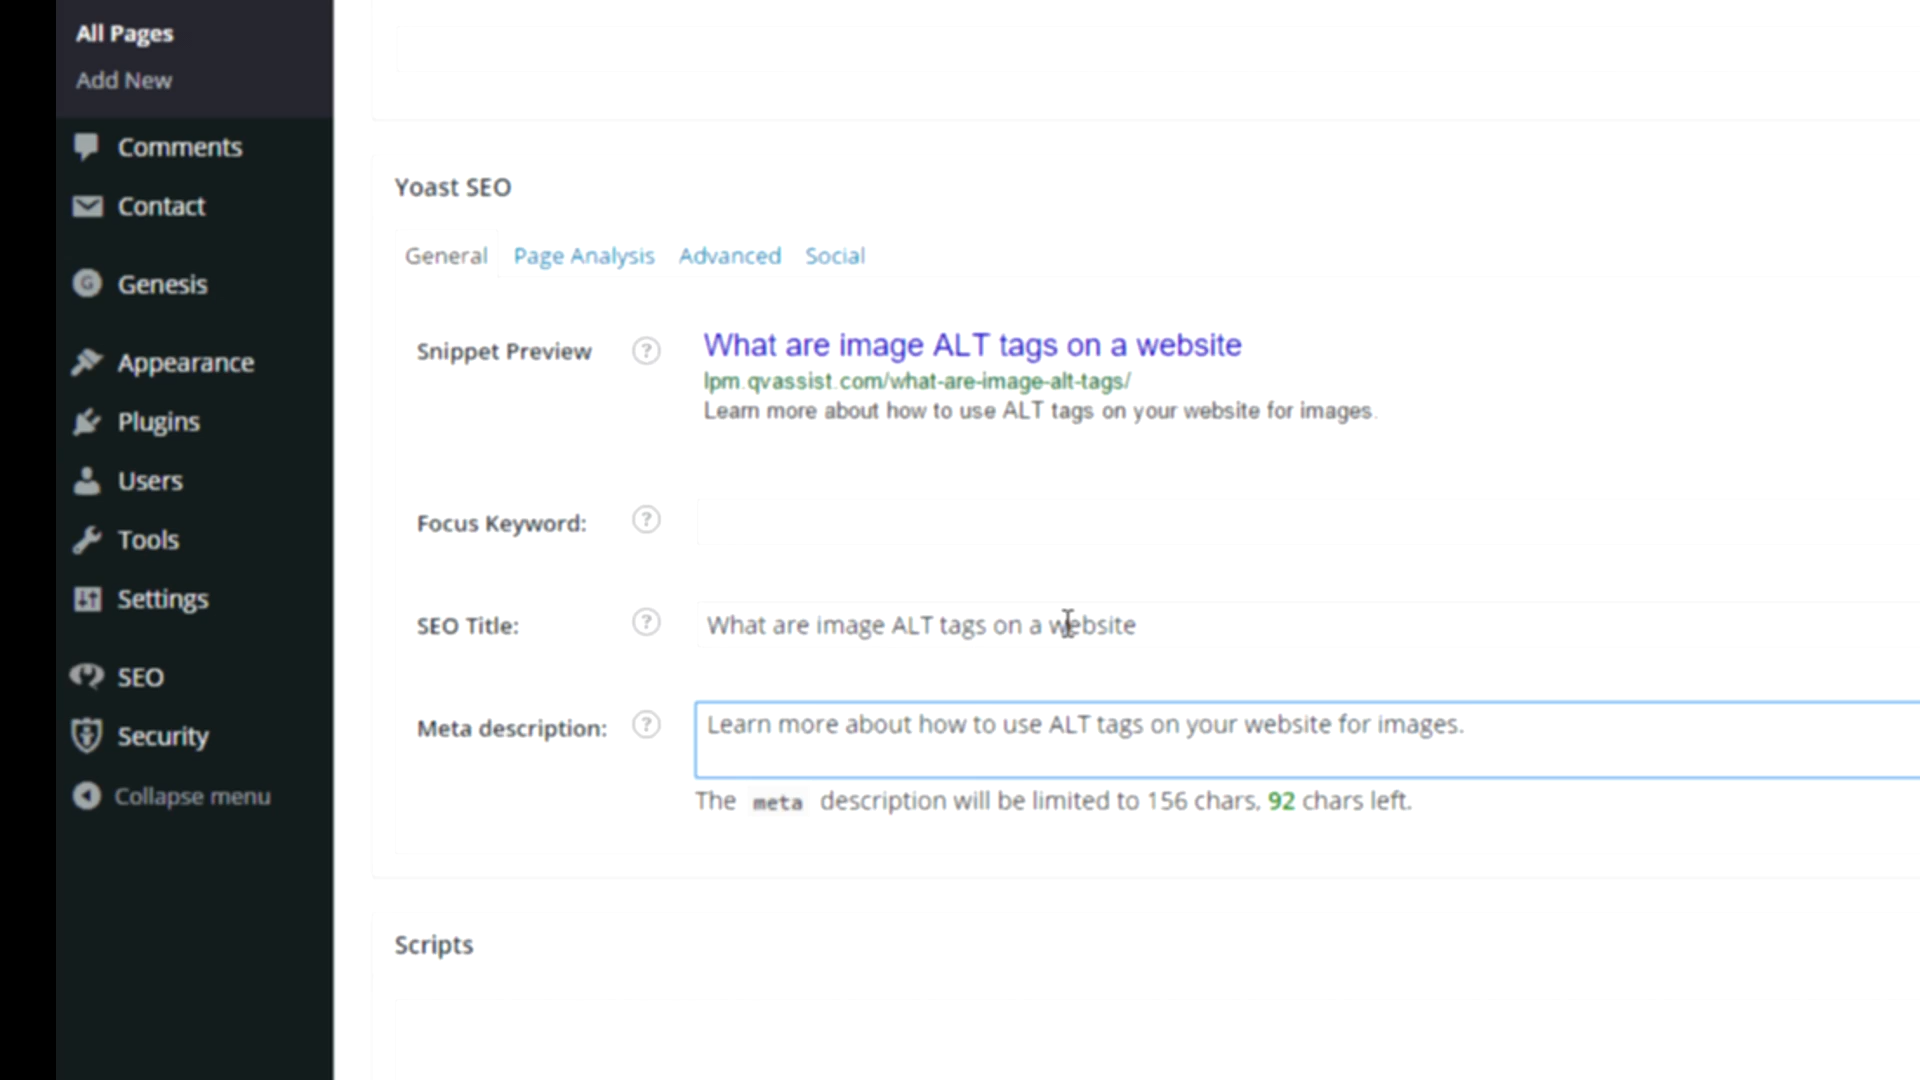 All Pages
Add New
Comments
Contact
Genesis
Appearance
Plugins
Users
Tools
Settings
SEO
Security
Collapse menu
Yoast SEO
General Page Analysis Advanced Social
Snippet Preview ? What are image ALT tags on a website
lpm.qvassist.com/what-are-image-alt-tags/
Learn more about how to use ALT tags on your website for images.
Focus Keyword: ?
SEO Title: ? What are image ALT tags on a website
Meta description: ? Learn more about how to use ALT tags on your website for images.
The meta description will be limited to 156 chars, 92 chars left.
Scripts